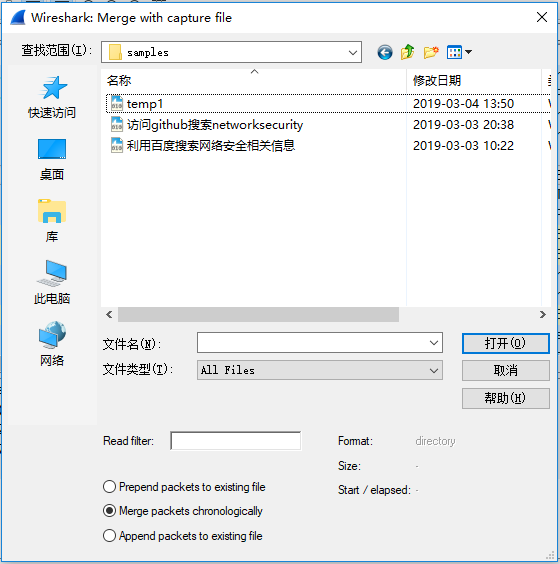 Wireshark: Merge with capture file
查找范围(I): samples
名称 修改日期
temp1 2019-03-04 13:50
访问github搜索networksecurity 2019-03-03 20:38
利用百度搜索网络安全相关信息 2019-03-03 10:22
快速访问
桌面
库
此电脑
网络
文件名(N): 打开(O)
文件类型(T): All Files 取消
帮助(H)
Read filter: Format: directory
Size: -
Start / elapsed: -
Prepend packets to existing file
Merge packets chronologically
Append packets to existing file